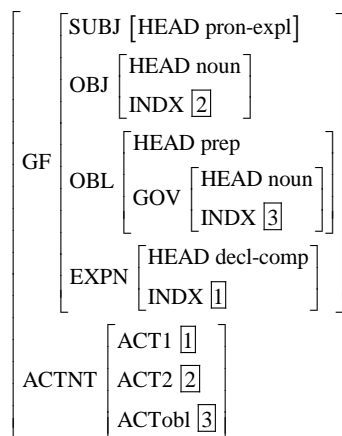 SUBJ [HEAD pron-expl]
HEAD noun
OBJ
INDX 2
HEAD prep
GF
OBL
HEAD noun
GOV
INDX 3
HEAD decl-comp
EXPN
INDX 1
ACT1 1
ACTNT ACT2 2
ACTobl 3